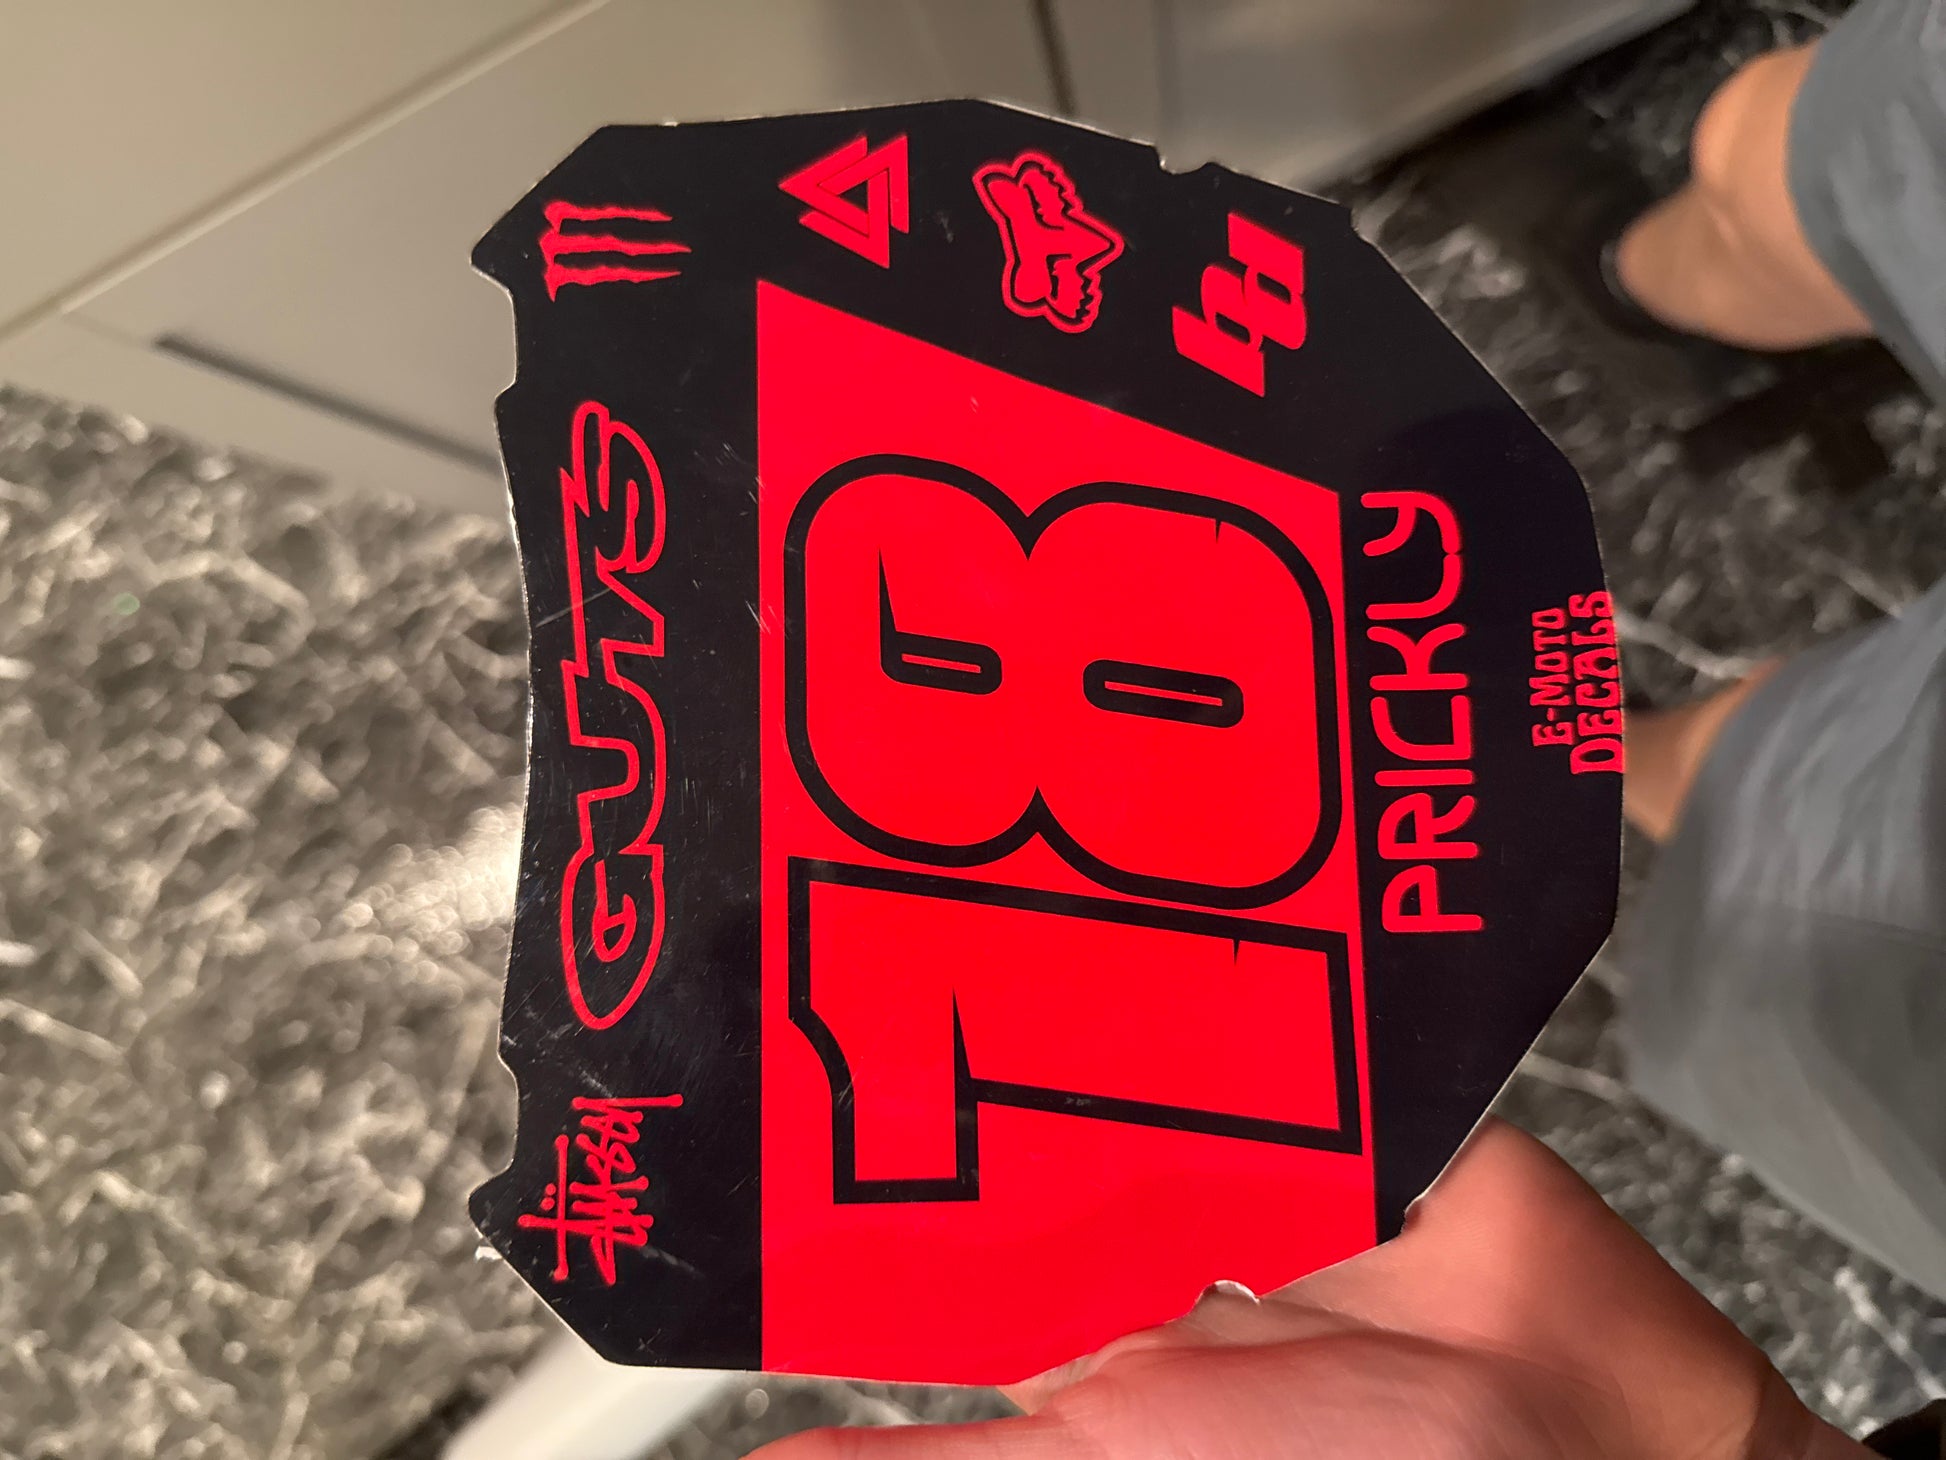 Stüssy GUTS
18
PRICKLY
E-MOTO
DECALS